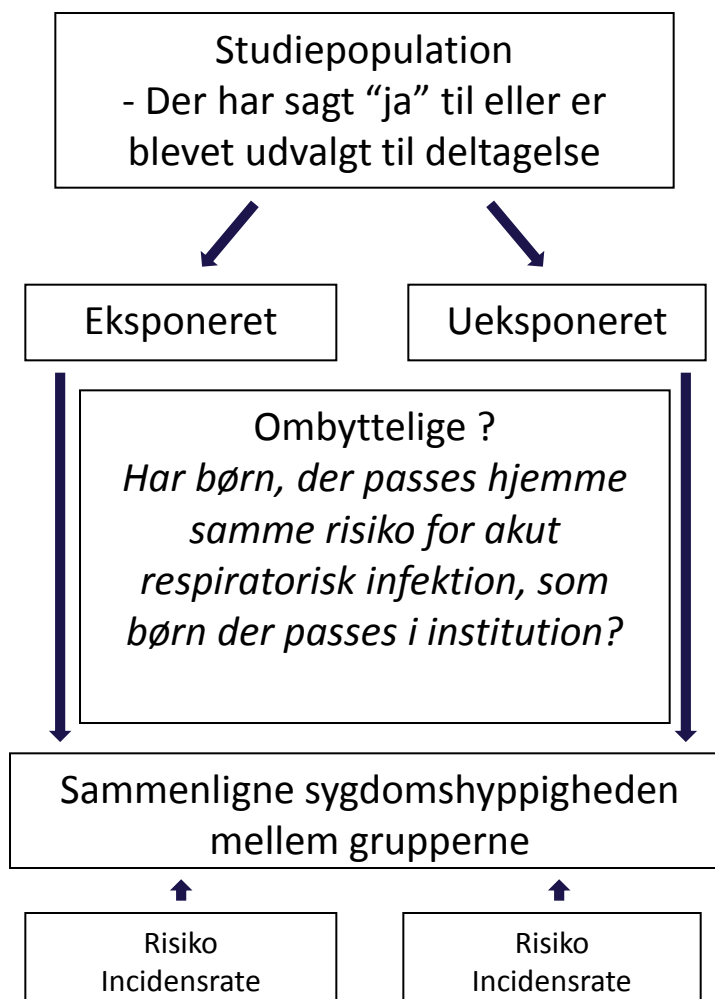 Studiepopulation
- Der har sagt “ja” til eller er
blevet udvalgt til deltagelse
Eksponeret
Ueksponeret
Ombyttelige ?
Har børn, der passes hjemme
samme risiko for akut
respiratorisk infektion, som
børn der passes i institution?
Sammenligne sygdomshyppigheden
mellem grupperne
Risiko
Incidensrate
Risiko
Incidensrate